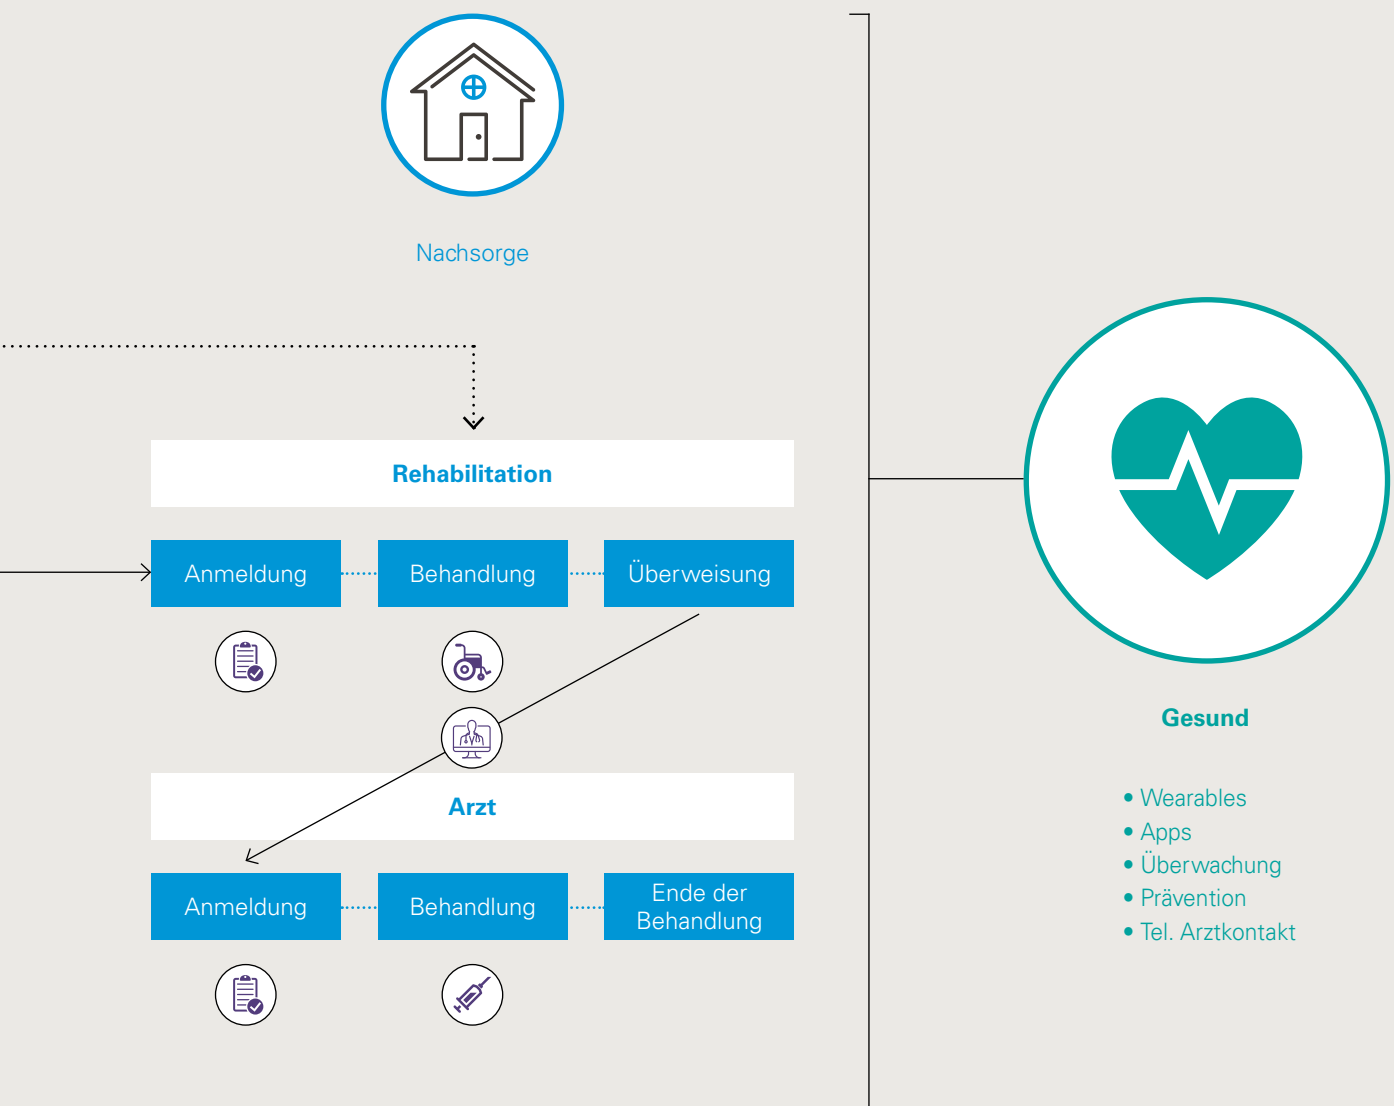 Nachsorge
Rehabilitation
Anmeldung
Behandlung
Überweisung
Arzt
Anmeldung
Behandlung
Ende der
Behandlung
Gesund
• Wearables
• Apps
• Überwachung
• Prävention
• Tel. Arztkontakt